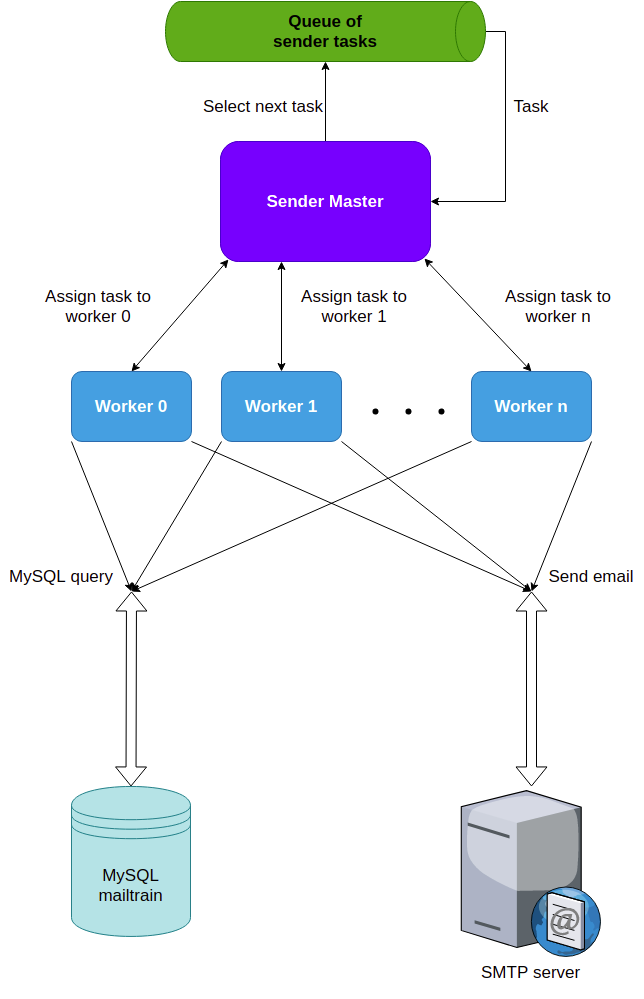 Queue of
sender tasks
Select next task
Task
Sender Master
Assign task to
worker 0
Assign task to
worker 1
Assign task to
worker n
Worker 0
Worker 1
Worker n
MySQL query
Send email
MySQL
mailtrain
@
SMTP server